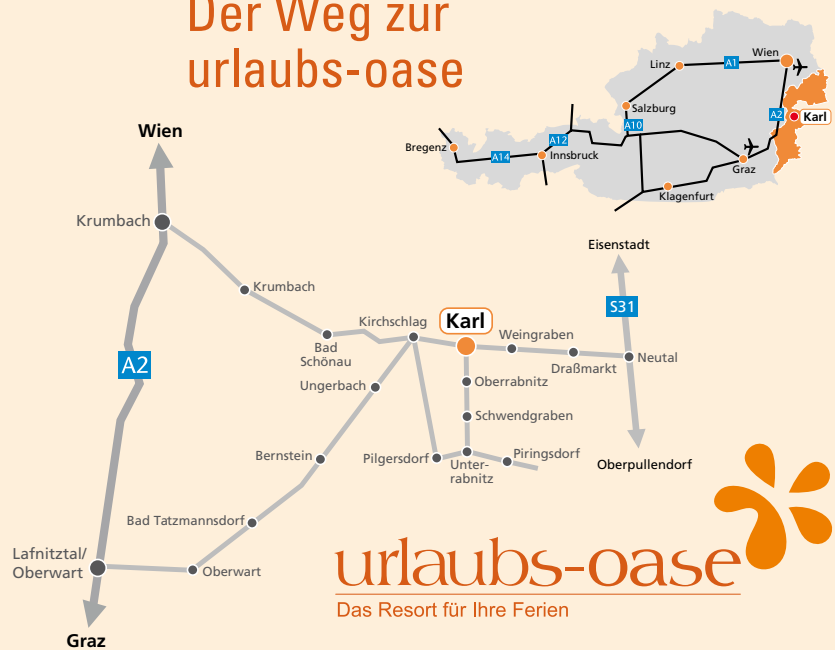 Der Weg zur
urlaubs-oase
Wien
Linz
A1
Salzburg
A2
Karl
A10
A12
Bregenz
A14
Innsbruck
Graz
Klagenfurt
Wien
Krumbach
Eisenstadt
Krumbach
S31
Kirchschlag
Karl
Weingraben
Bad
Schönau
Neutal
Draßmarkt
A2
Ungerbach
Oberrabnitz
Schwendgraben
Bernstein
Pilgersdorf
Unter-
rabnitz
Piringsdorf
Oberpullendorf
Bad Tatzmannsdorf
Lafnitztal/
Oberwart
Oberwart
Graz
urlaubs-oase
Das Resort für Ihre Ferien